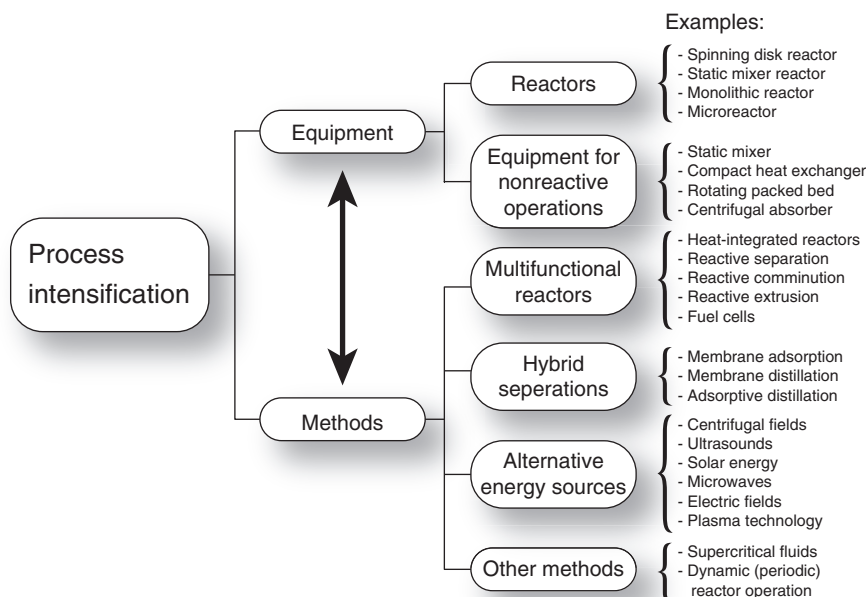 Examples:
Process
intensification
Equipment
Reactors
- Spinning disk reactor
- Static mixer reactor
- Monolithic reactor
- Microreactor
Equipment for
nonreactive
operations
- Static mixer
- Compact heat exchanger
- Rotating packed bed
- Centrifugal absorber
Methods
Multifunctional
reactors
- Heat-integrated reactors
- Reactive separation
- Reactive comminution
- Reactive extrusion
- Fuel cells
Hybrid
seperations
- Membrane adsorption
- Membrane distillation
- Adsorptive distillation
Alternative
energy sources
- Centrifugal fields
- Ultrasounds
- Solar energy
- Microwaves
- Electric fields
- Plasma technology
Other methods
- Supercritical fluids
- Dynamic (periodic)
reactor operation